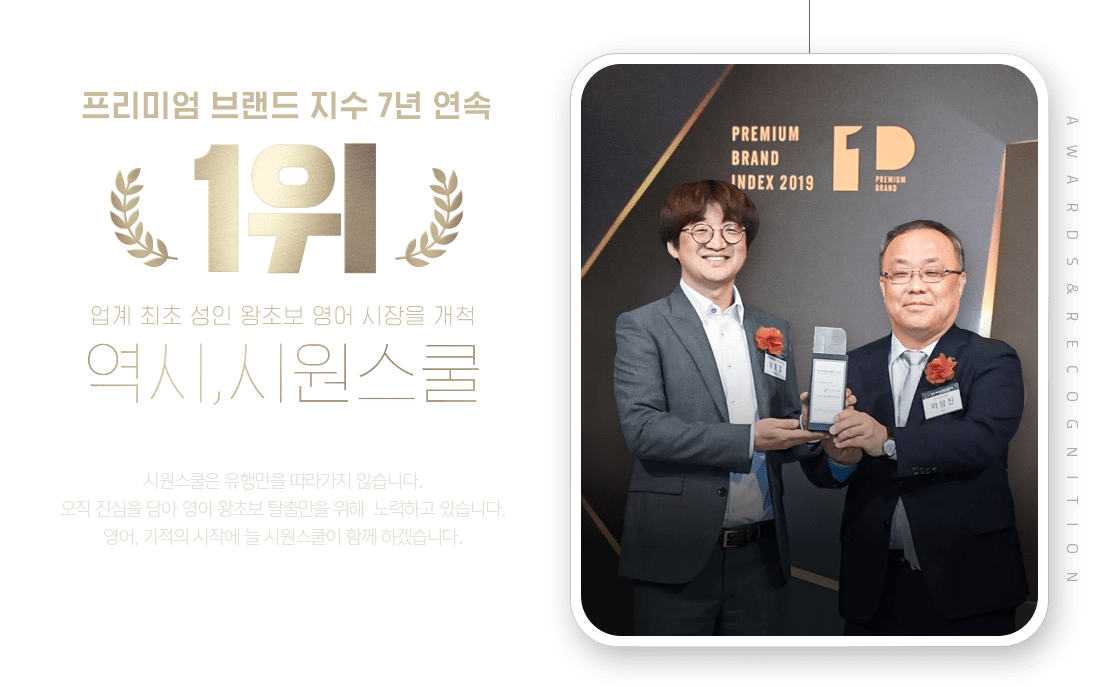 프리미엄 브랜드 지수 7년 연속
1위
업계 최초 성인 왕초보 영어 시장을 개척
역시,시원스쿨
시원스쿨은 유행만을 따라가지 않습니다.
오직 진심을 담아 영어 왕초보 탈출만을 위해 노력하고 있습니다.
영어, 기적의 시작에 늘 시원스쿨이 함께 하겠습니다.
PREMIUM
BRAND
INDEX 2019
1P
PREMIUM
BRAND
이상진
AWARDS&RECOGNITION